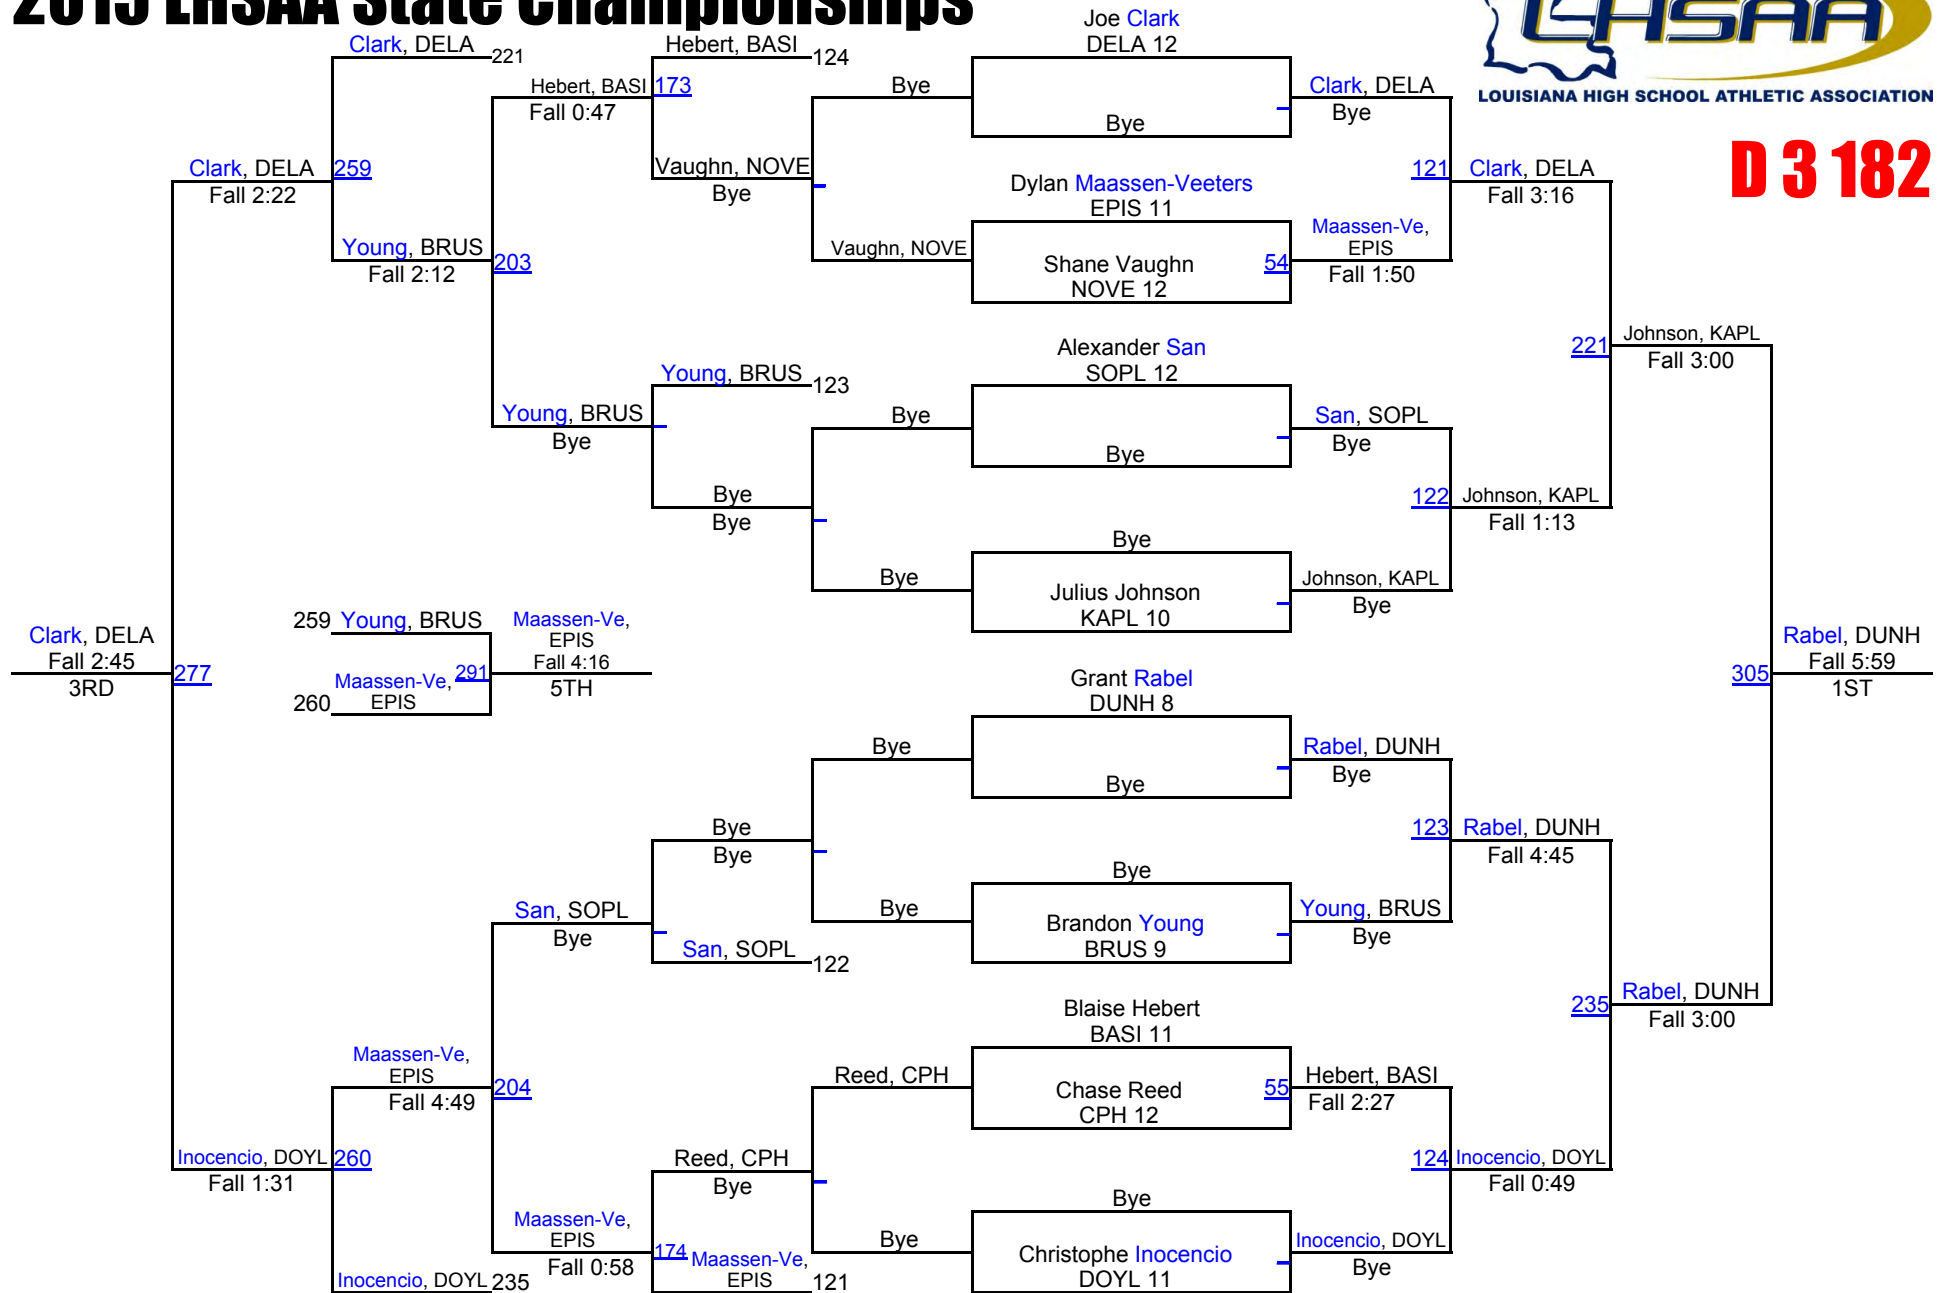 2015 LHSAA State Championships
LHSAA
LOUISIANA HIGH SCHOOL ATHLETIC ASSOCIATION
D 3 182
Clark, DELA
221
Hebert, BASI
124
Joe Clark
DELA 12
Hebert, BASI
173
Fall 0:47
Bye
Bye
Clark, DELA
Bye
Clark, DELA
259
Fall 2:22
Vaughn, NOVE
Bye
Dylan Maassen-Veeters
EPIS 11
121
Clark, DELA
Fall 3:16
Young, BRUS
203
Fall 2:12
Vaughn, NOVE
Shane Vaughn
NOVE 12
54
Maassen-Ve,
EPIS
Fall 1:50
Alexander San
SOPL 12
221
Johnson, KAPL
Fall 3:00
Young, BRUS
123
Young, BRUS
Bye
Bye
Bye
San, SOPL
Bye
Bye
Bye
122
Johnson, KAPL
Fall 1:13
Bye
Bye
Julius Johnson
KAPL 10
Johnson, KAPL
Bye
Clark, DELA
Fall 2:45
3RD
277
259
Young, BRUS
Maassen-Ve,
EPIS
260
291
Maassen-Ve,
EPIS
Fall 4:16
5TH
305
Rabel, DUNH
Fall 5:59
1ST
Grant Rabel
DUNH 8
Bye
Bye
Rabel, DUNH
Bye
Bye
Bye
123
Rabel, DUNH
Fall 4:45
Bye
San, SOPL
Bye
Bye
Brandon Young
BRUS 9
Young, BRUS
Bye
San, SOPL
122
235
Rabel, DUNH
Fall 3:00
Blaise Hebert
BASI 11
Maassen-Ve,
EPIS
Fall 4:49
204
Reed, CPH
Chase Reed
CPH 12
55
Hebert, BASI
Fall 2:27
Inocencio, DOYL
260
Fall 1:31
Reed, CPH
Bye
124
Inocencio, DOYL
Fall 0:49
Bye
Maassen-Ve,
EPIS
Fall 0:58
174
Maassen-Ve,
EPIS
121
Bye
Christophe Inocencio
DOYL 11
Inocencio, DOYL
Bye
Inocencio, DOYL
235